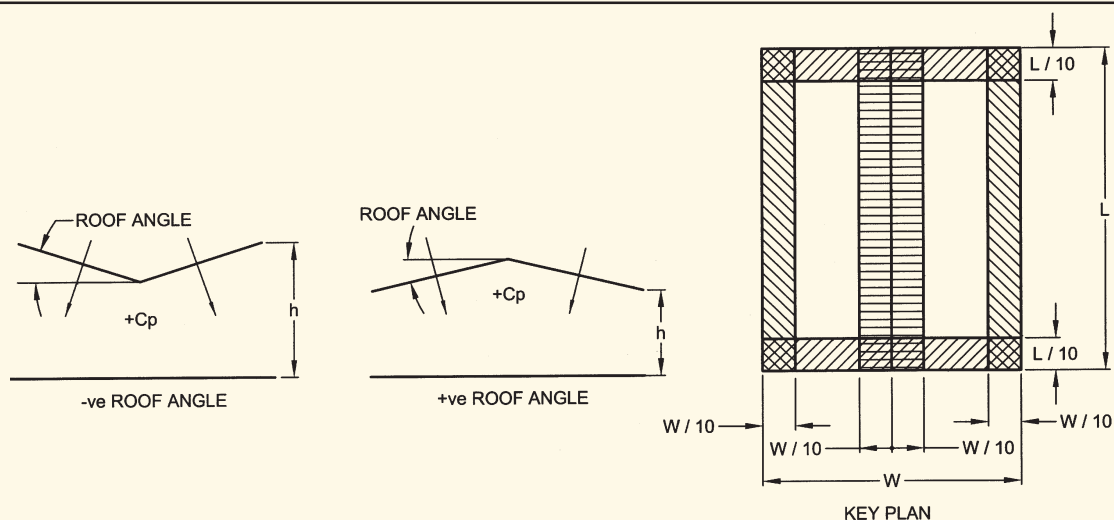 ROOF ANGLE
+Cp
h
-ve ROOF ANGLE
ROOF ANGLE
+Cp
h
+ve ROOF ANGLE
L / 10
L
L / 10
W / 10
W / 10
W / 10
W / 10
W
KEY PLAN